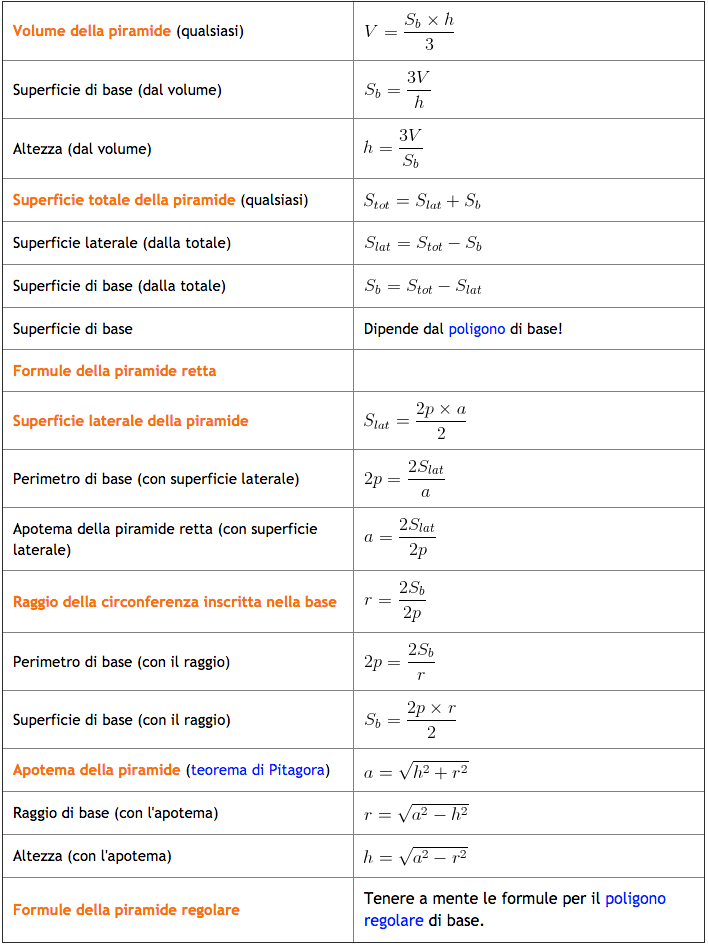 Volume della piramide (qualsiasi) V = \frac{S_b × h}{3}
Superficie di base (dal volume) S_b = \frac{3V}{h}
Altezza (dal volume) h = \frac{3V}{S_b}
Superficie totale della piramide (qualsiasi) S_{tot} = S_{lat} + S_b
Superficie laterale (dalla totale) S_{lat} = S_{tot} − S_b
Superficie di base (dalla totale) S_b = S_{tot} − S_{lat}
Superficie di base Dipende dal poligono di base!
Formule della piramide retta
Superficie laterale della piramide S_{lat} = \frac{2p × a}{2}
Perimetro di base (con superficie laterale) 2p = \frac{2S_{lat}}{a}
Apotema della piramide retta (con superficie
laterale) a = \frac{2S_{lat}}{2p}
Raggio della circonferenza inscritta nella base r = \frac{2S_b}{2p}
Perimetro di base (con il raggio) 2p = \frac{2S_b}{r}
Superficie di base (con il raggio) S_b = \frac{2p × r}{2}
Apotema della piramide (teorema di Pitagora) a = \sqrt{h^2 + r^2}
Raggio di base (con l'apotema) r = \sqrt{a^2 − h^2}
Altezza (con l'apotema) h = \sqrt{a^2 − r^2}
Formule della piramide regolare Tenere a mente le formule per il poligono
regolare di base.